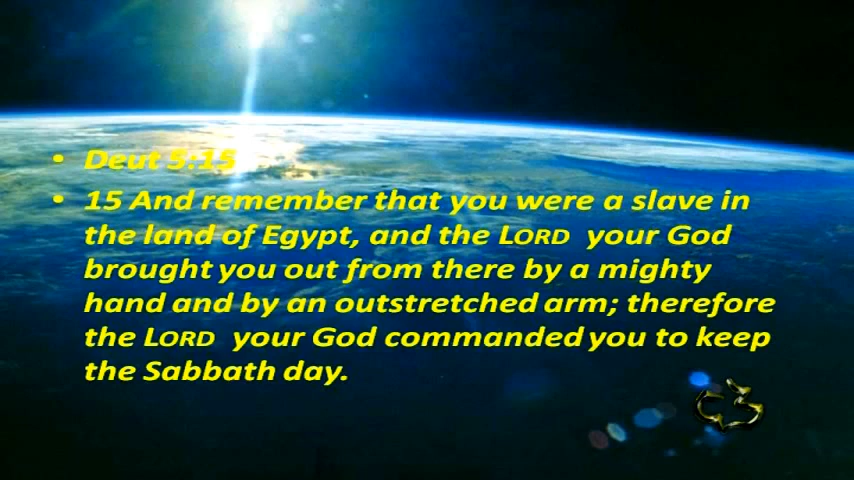 • Deut 5:15
• 15 And remember that you were a slave in
the land of Egypt, and the LORD your God
brought you out from there by a mighty
hand and by an outstretched arm; therefore
the LORD your God commanded you to keep
the Sabbath day.
C3